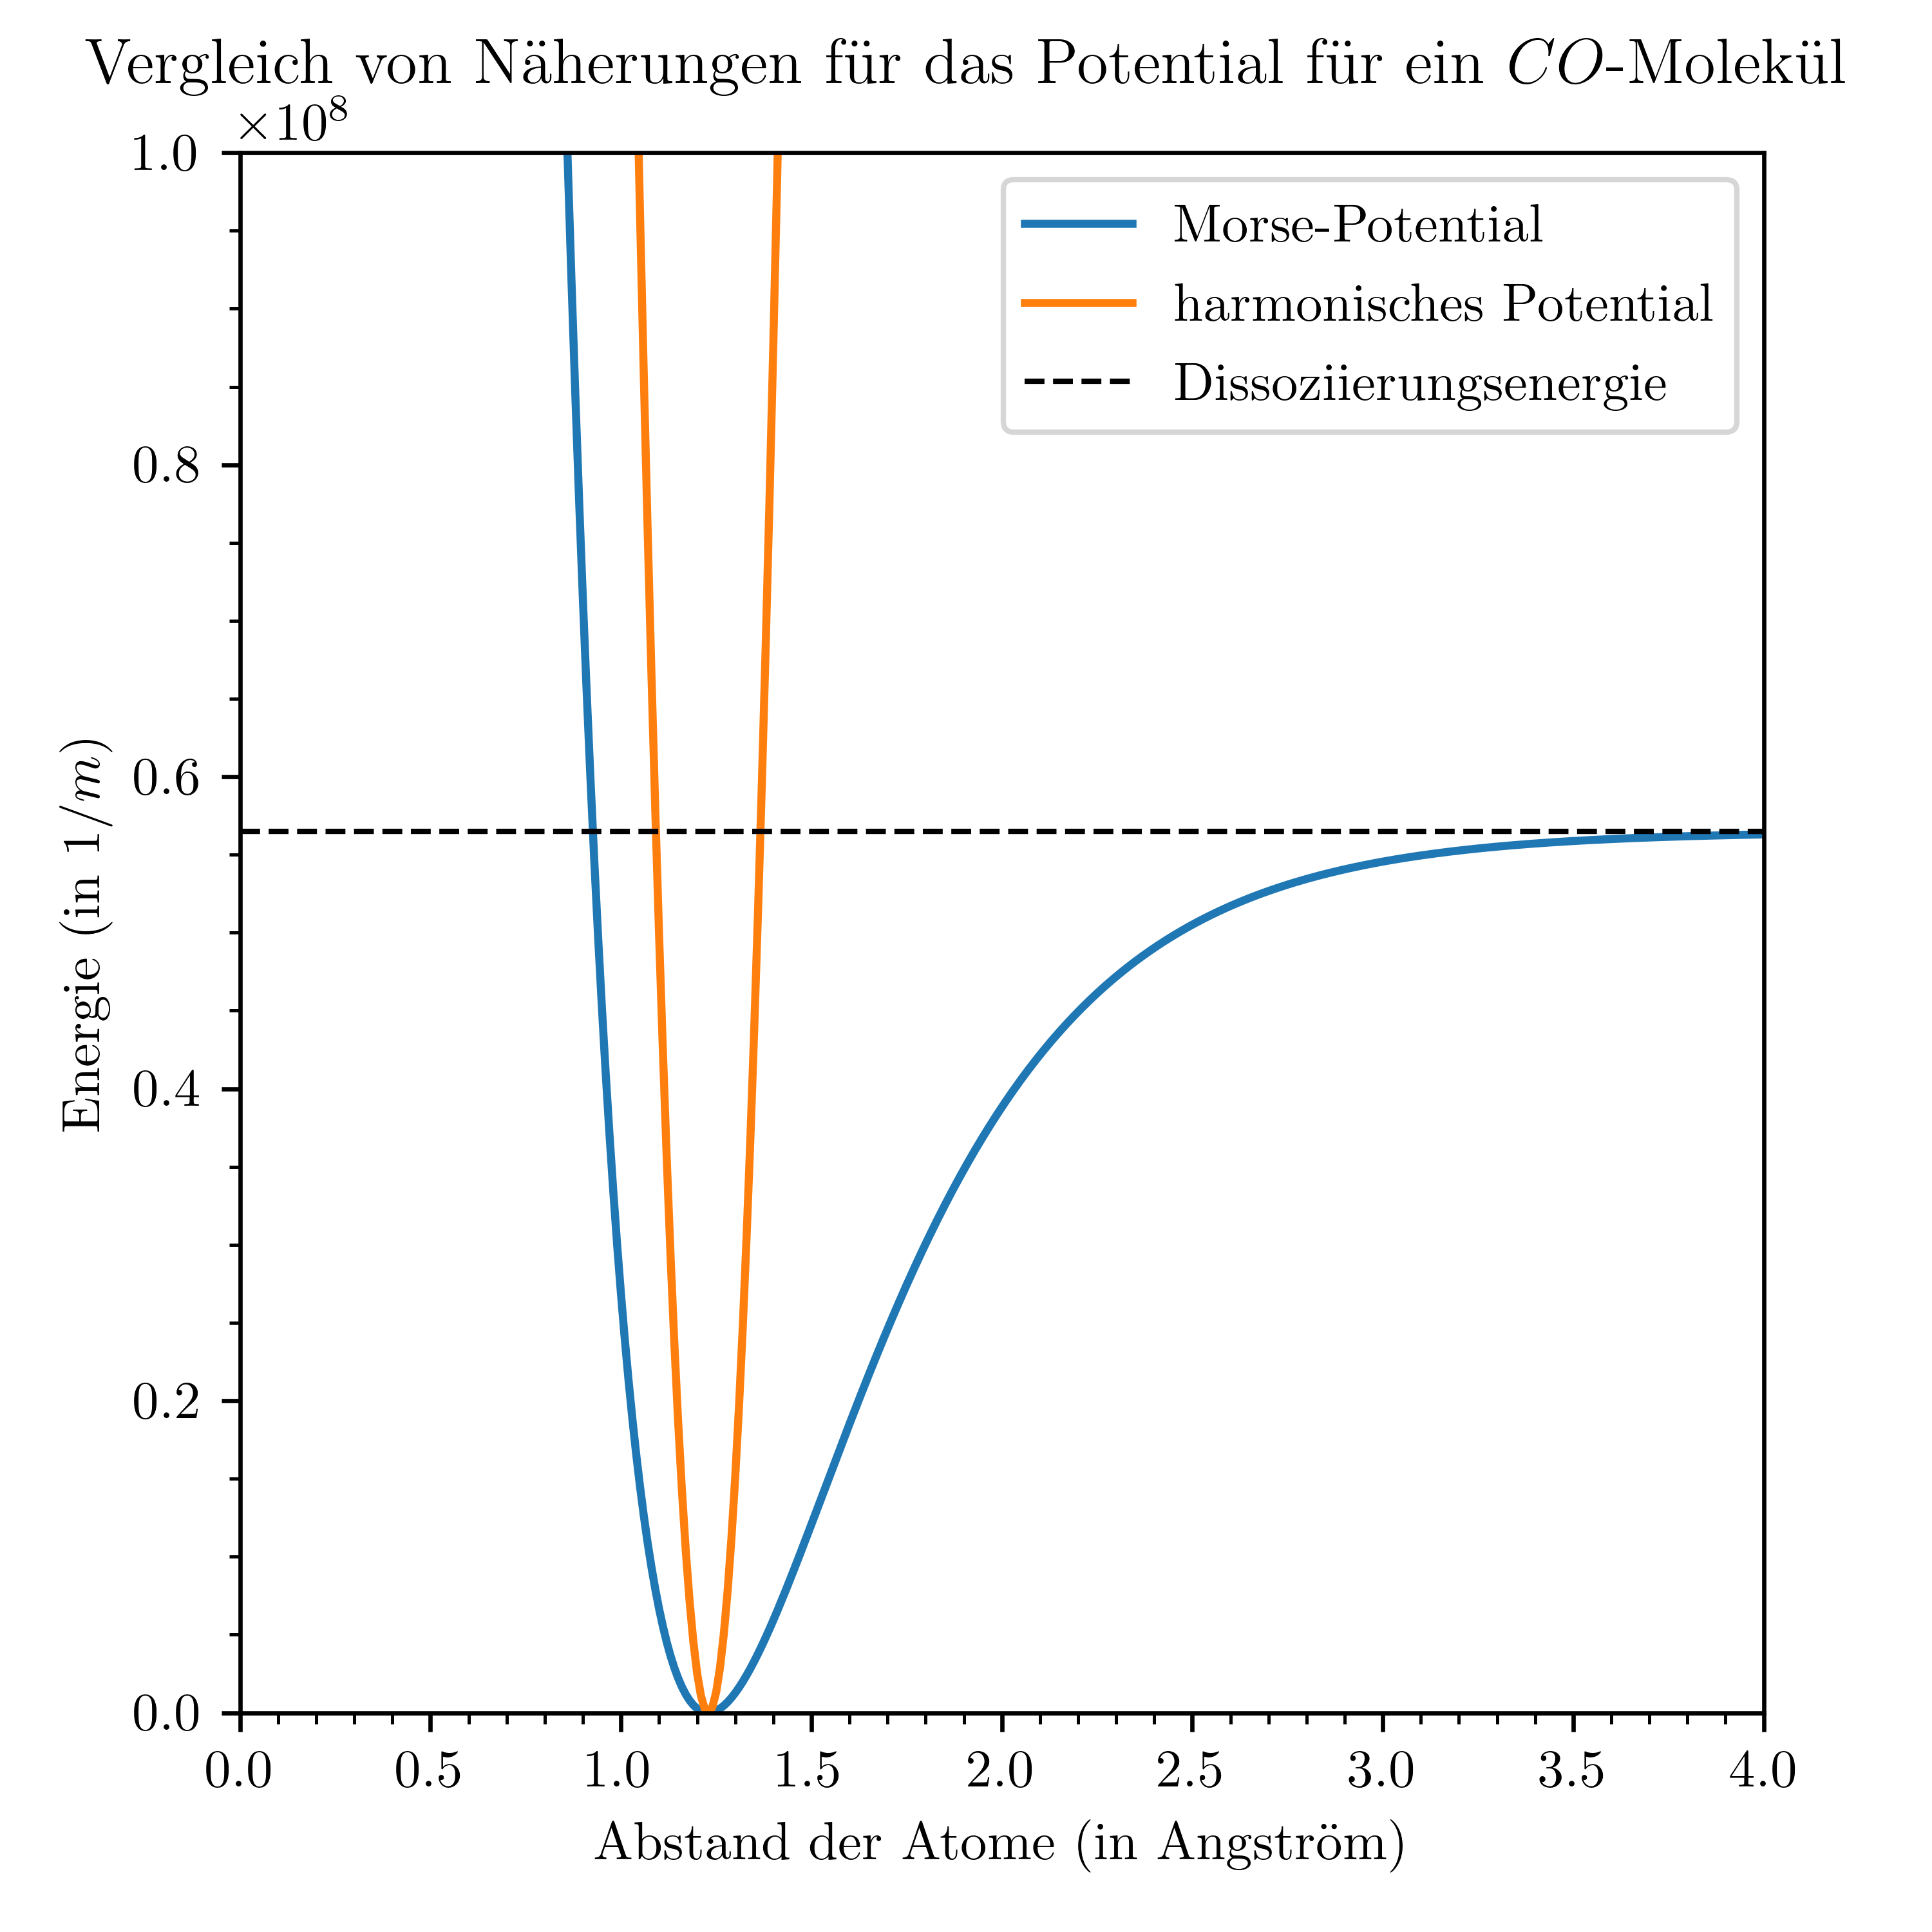 Vergleich von Näherungen für das Potential für ein CO-Molekül
×10⁸
1.0
0.8
0.6
0.4
0.2
0.0
Energie (in 1/m)
Morse-Potential
harmonisches Potential
Dissoziierungsenergie
0.0 0.5 1.0 1.5 2.0 2.5 3.0 3.5 4.0
Abstand der Atome (in Angström)